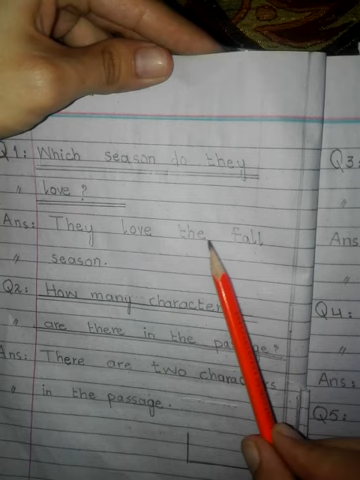 Q1: Which season do they
" love?
Ans: They love the fall
" season.
Q2: How many character
" are there in the passage?
Ans: There are two characters
" in the passage.
Q3:
"
Ans
"
Q4:
"
Ans:
Q5: